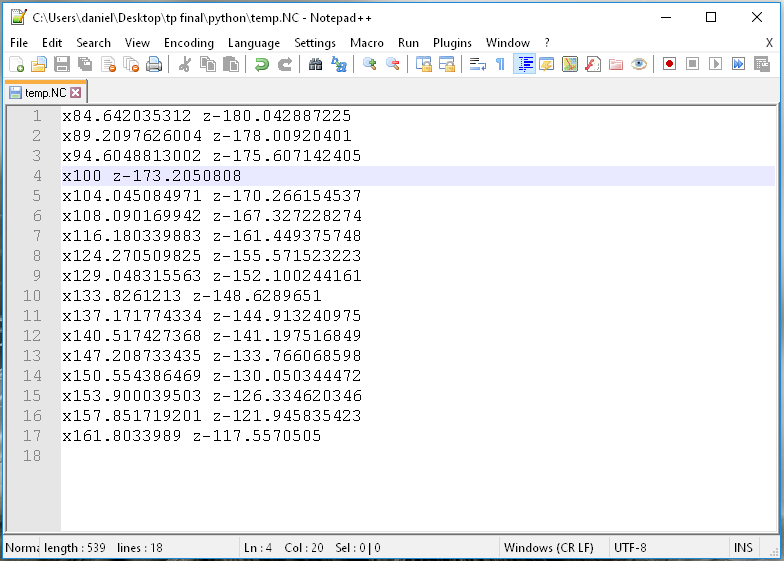 C:\Users\daniel\Desktop\tp final\python\temp.NC - Notepad++
File Edit Search View Encoding Language Settings Macro Run Plugins Window ? X
temp.NC
1 x84.642035312 z-180.042887225
2 x89.2097626004 z-178.00920401
3 x94.6048813002 z-175.607142405
4 x100 z-173.2050808
5 x104.045084971 z-170.266154537
6 x108.090169942 z-167.327228274
7 x116.180339883 z-161.449375748
8 x124.270509825 z-155.571523223
9 x129.048315563 z-152.100244161
10 x133.8261213 z-148.6289651
11 x137.171774334 z-144.913240975
12 x140.517427368 z-141.197516849
13 x147.208733435 z-133.766068598
14 x150.554386469 z-130.050344472
15 x153.900039503 z-126.334620346
16 x157.851719201 z-121.945835423
17 x161.8033989 z-117.5570505
18
Norma length : 539 lines : 18 Ln : 4 Col : 20 Sel : 0 | 0 Windows (CR LF) UTF-8 INS